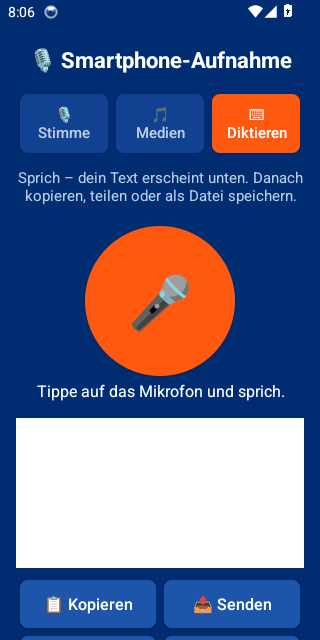 8:06
🎙️ Smartphone-Aufnahme
🎙️ 🎵 ⌨️
Stimme Medien Diktieren
Sprich – dein Text erscheint unten. Danach
kopieren, teilen oder als Datei speichern.
Tippe auf das Mikrofon und sprich.
📋 Kopieren 📤 Senden